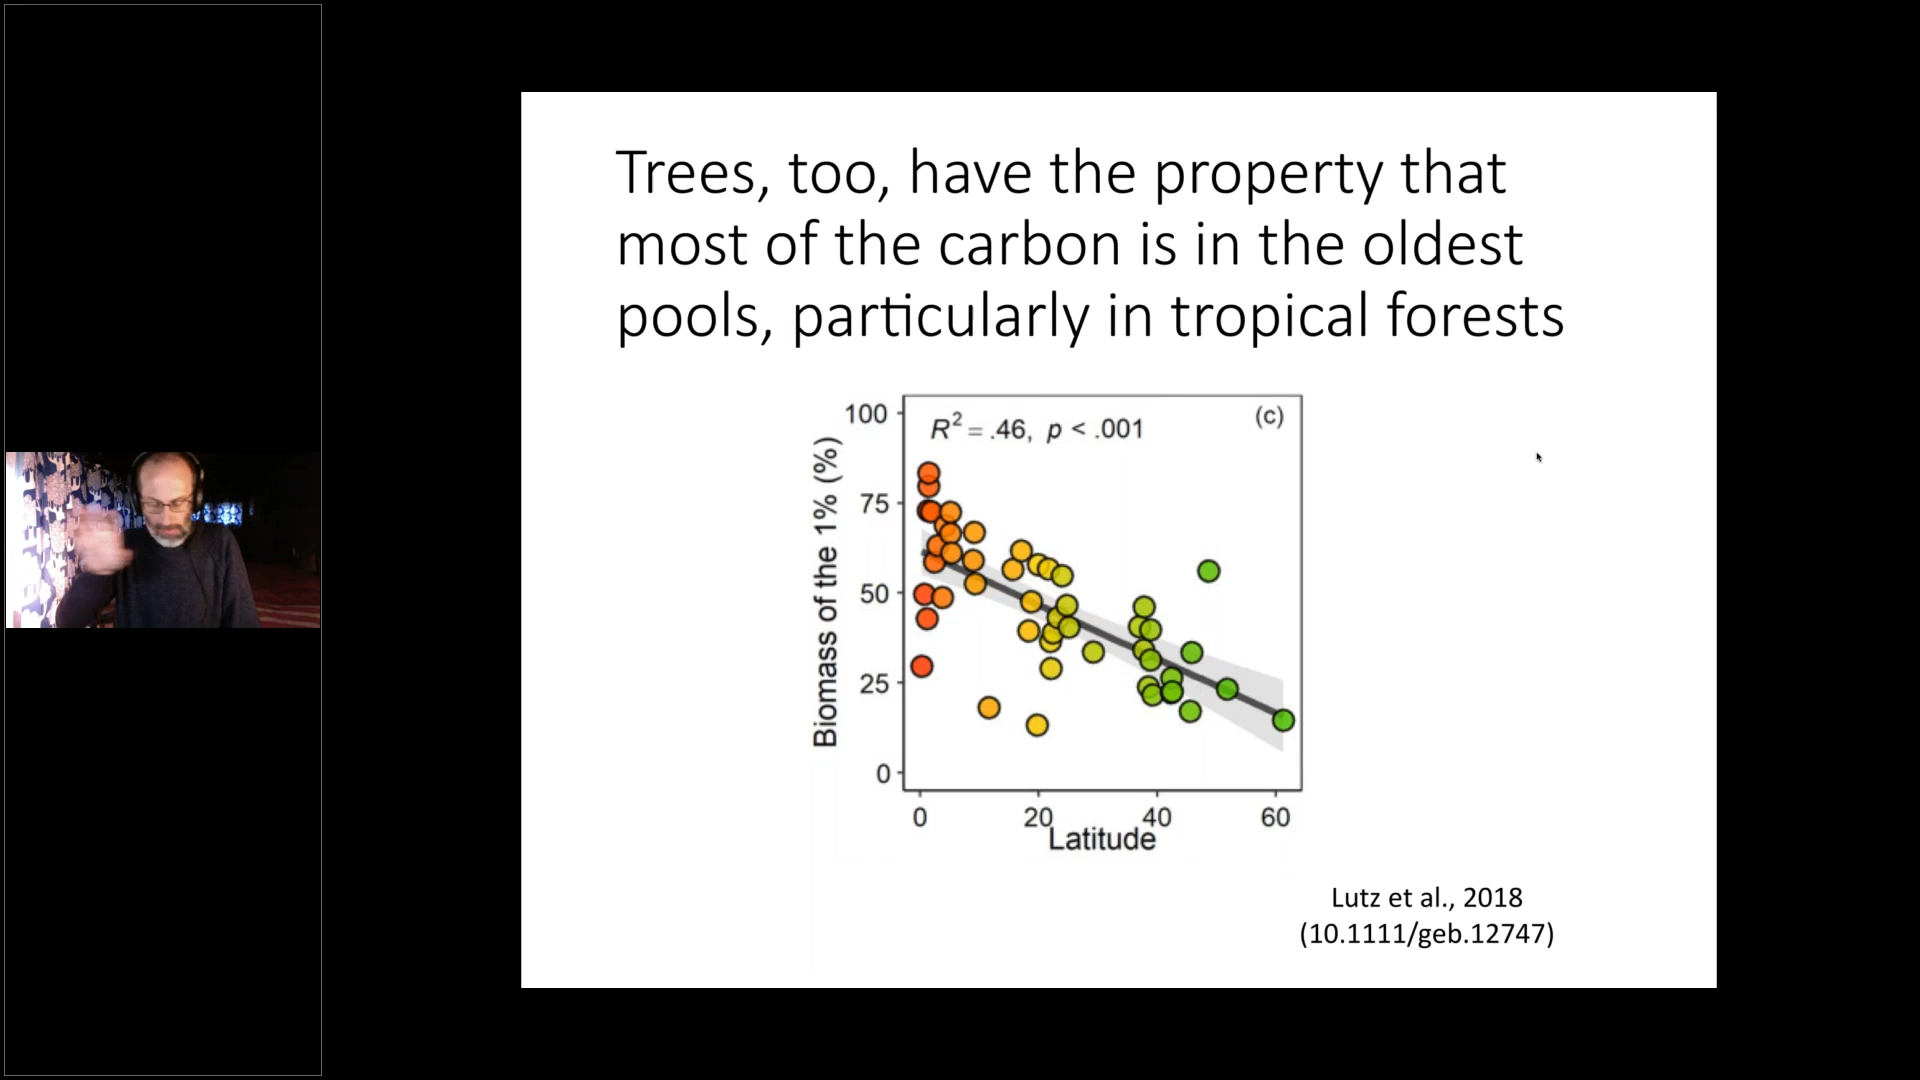 Trees, too, have the property that
most of the carbon is in the oldest
pools, particularly in tropical forests
R² = .46, p < .001
(c)
Biomass of the 1% (%)
100
75
50
25
0
0 20 40 60
Latitude
Lutz et al., 2018
(10.1111/geb.12747)